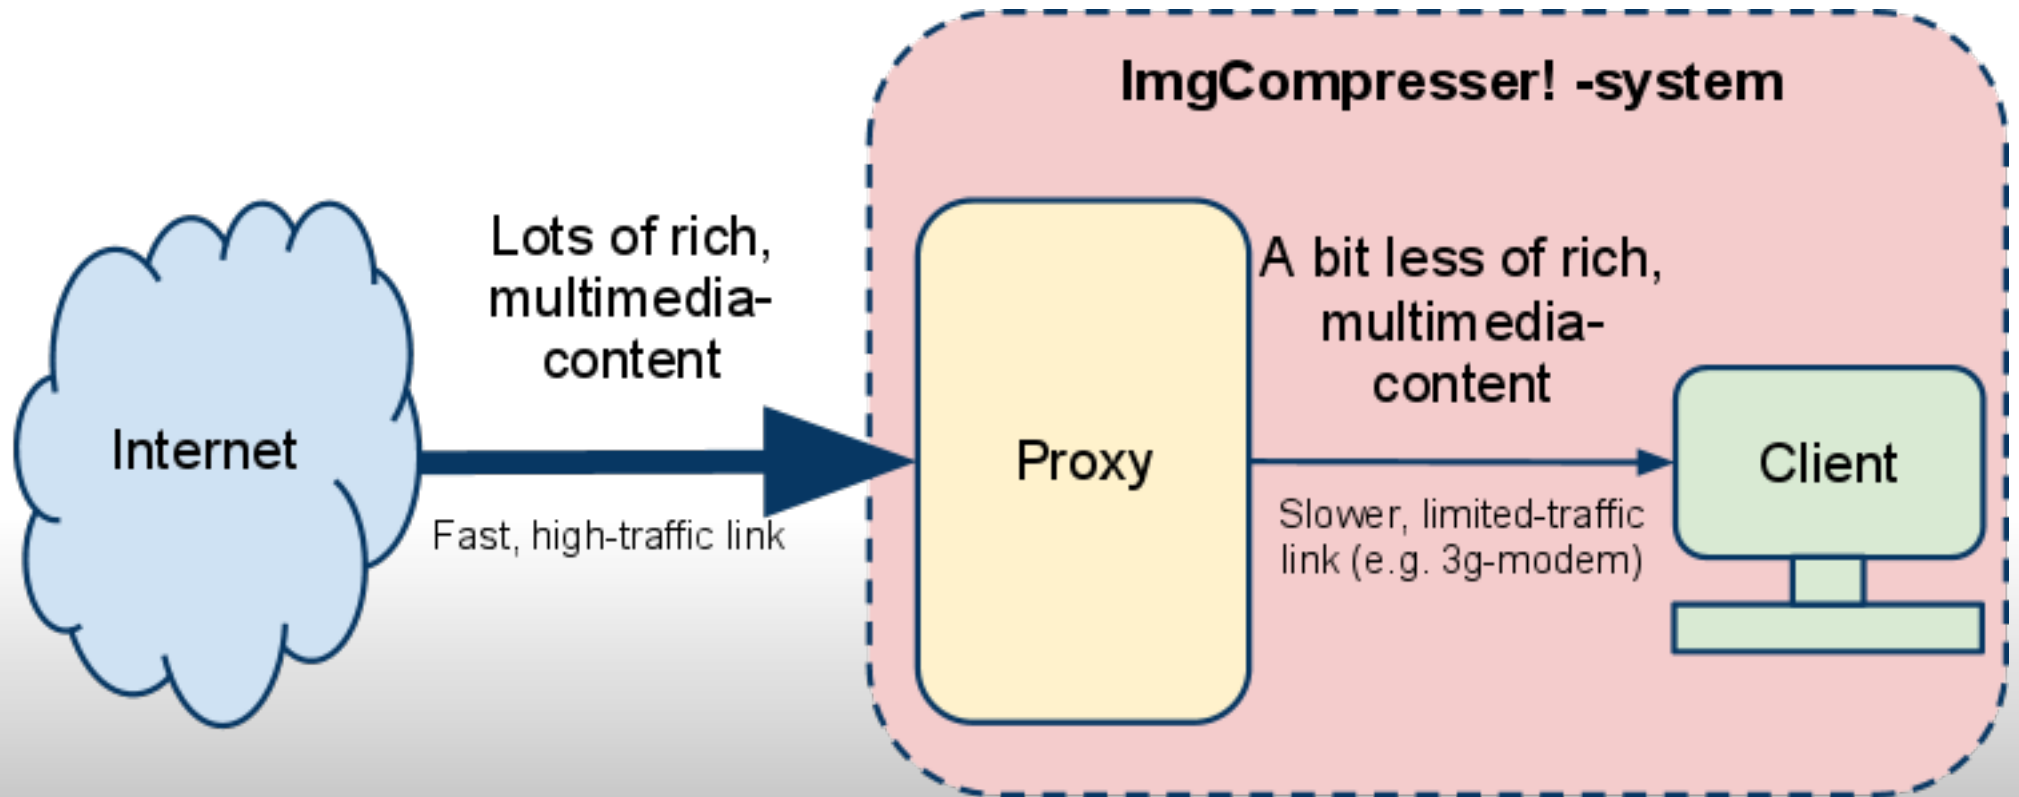 ImgCompresser! -system
Lots of rich,
multimedia-
content
A bit less of rich,
multimedia-
content
Internet
Proxy
Client
Fast, high-traffic link
Slower, limited-traffic
link (e.g. 3g-modem)